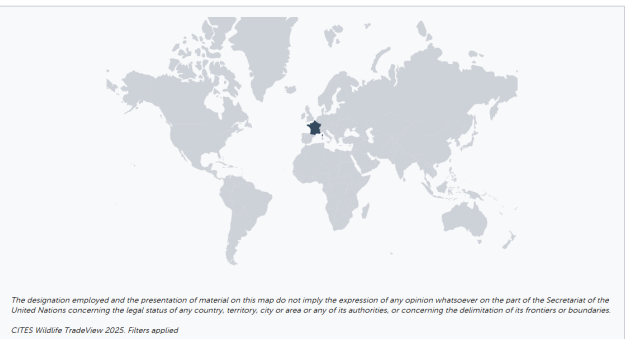 The designation employed and the presentation of material on this map do not imply the expression of any opinion whatsoever on the part of the Secretariat of the
United Nations concerning the legal status of any country, territory, city or area or any of its authorities, or concerning the delimitation of its frontiers or boundaries.
CITES Wildlife TradeView 2025. Filters applied